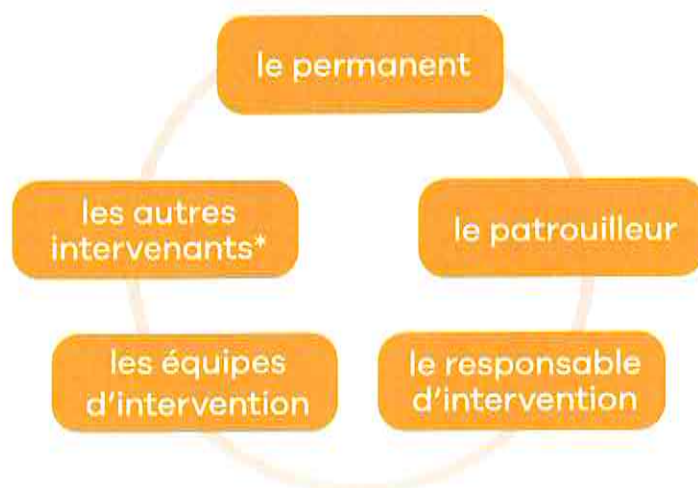 le permanent
les autres
intervenants*
le patrouilleur
les équipes
d'intervention
le responsable
d'intervention